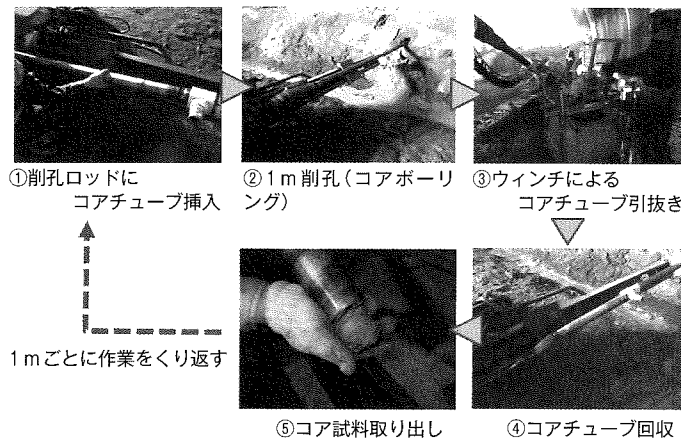 ①削孔ロッドに
コアチューブ挿入
②1m削孔(コアボーリ
ング)
③ウィンチによる
コアチューブ引抜き
1mごとに作業をくり返す
⑤コア試料取り出し
④コアチューブ回収